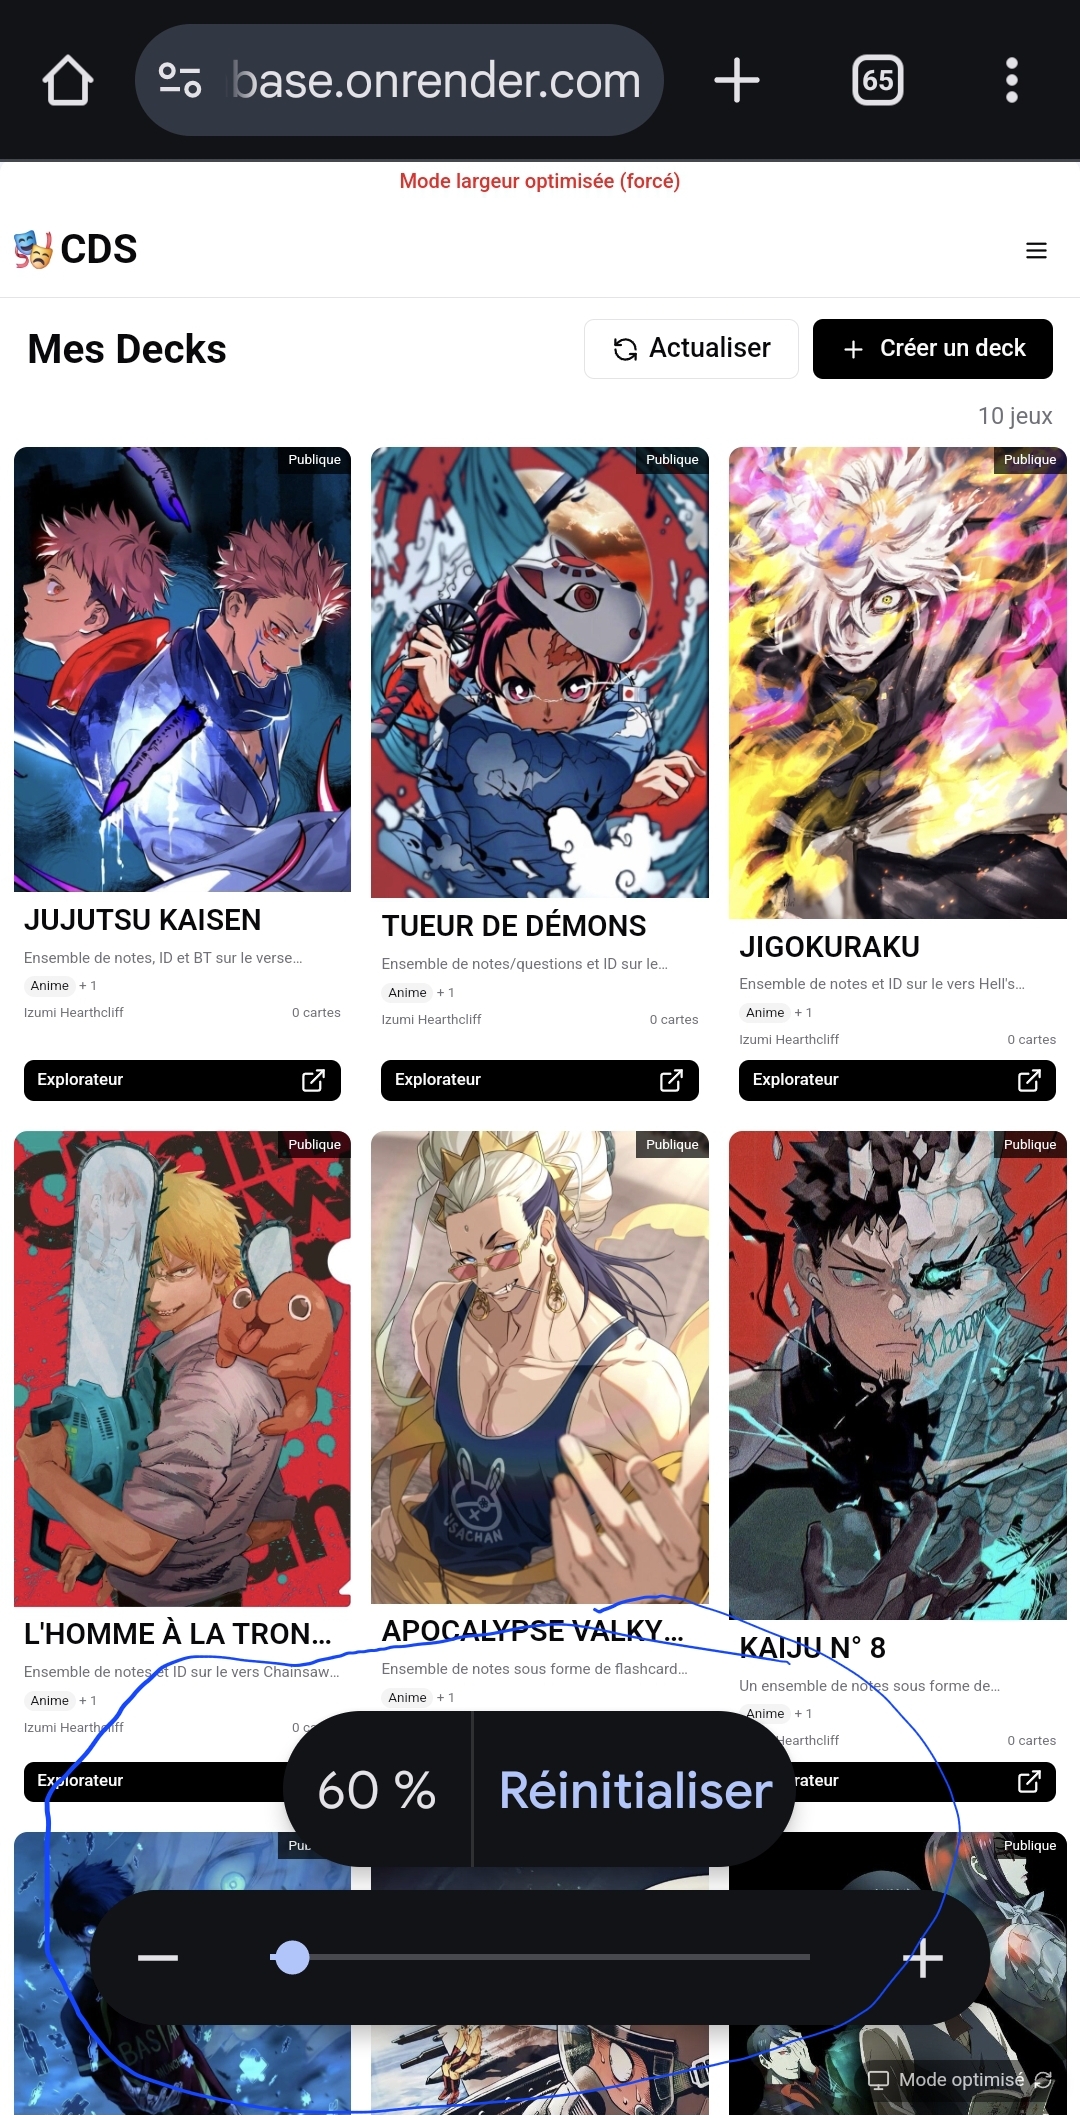 base.onrender.com
65
Mode largeur optimisée (forcé)
CDS
Mes Decks
Actualiser
Créer un deck
10 jeux
Publique
Publique
Publique
JUJUTSU KAISEN
Ensemble de notes, ID et BT sur le verse...
Anime + 1
Izumi Hearthcliff
0 cartes
Explorateur
TUEUR DE DÉMONS
Ensemble de notes/questions et ID sur le...
Anime + 1
Izumi Hearthcliff
0 cartes
Explorateur
JIGOKURAKU
Ensemble de notes et ID sur le vers Hell's...
Anime + 1
Izumi Hearthcliff
0 cartes
Explorateur
Publique
Publique
Publique
USACHAN
L'HOMME À LA TRON...
Ensemble de notes et ID sur le vers Chainsaw...
Anime + 1
Izumi Hearthcliff
0 ca
Explorateur
APOCALYPSE VALKY...
Ensemble de notes sous forme de flashcard...
Anime + 1
KAIJU N° 8
Un ensemble de notes sous forme de...
Anime + 1
Hearthcliff
0 cartes
rateur
60 %
Réinitialiser
Pub
Publique
Mode optimisé